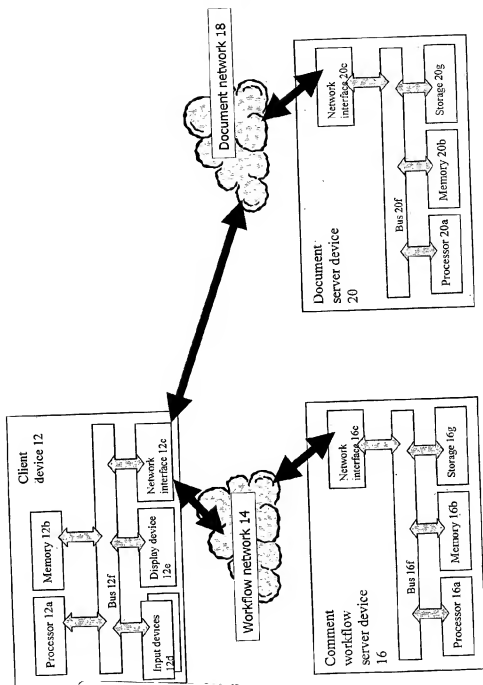 Client
device 12
Processor 12a
Memory 12b
Bus 12f
Input devices
12d
Display device
12e
Network
interface 12c
Workflow network 14
Document network 18
Comment
workflow
server device
16
Network
interface 16c
Bus 16f
Processor 16a
Memory 16b
Storage 16g
Document
server device
20
Network
interface 20c
Bus 20f
Processor 20a
Memory 20b
Storage 20g